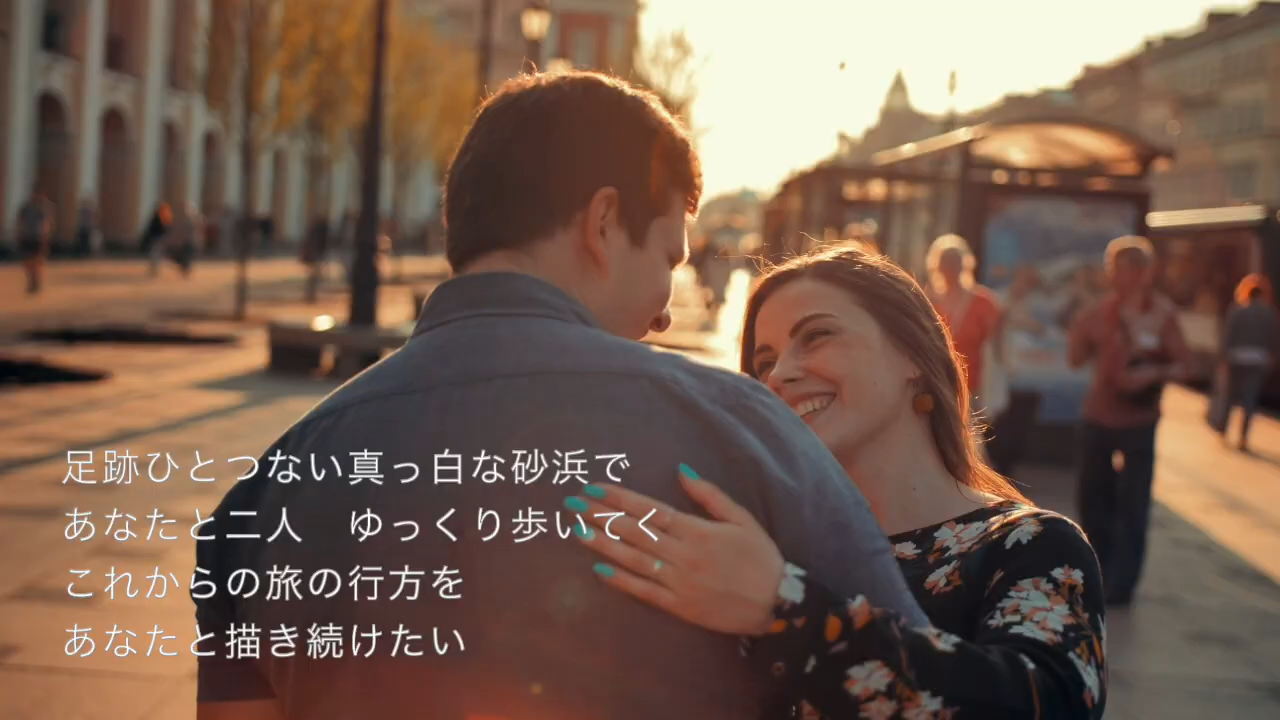 足跡ひとつない真っ白な砂浜で
あなたと二人　ゆっくり歩いてく
これからの旅の行方を
あなたと描き続けたい